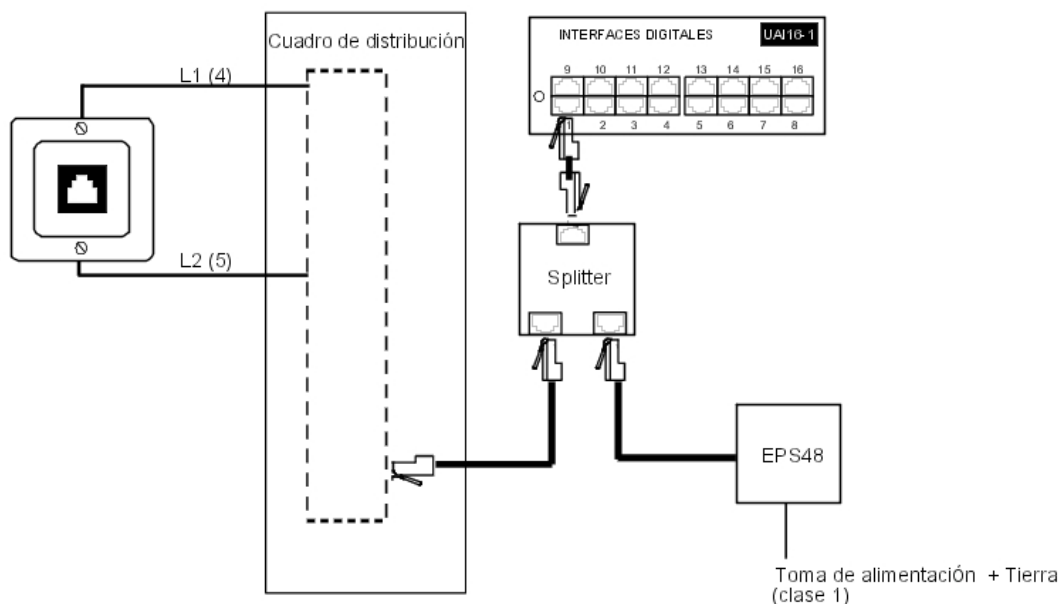 Cuadro de distribución
L1 (4)
L2 (5)
INTERFACES DIGITALES UAI16-1
9 10 11 12 13 14 15 16
1 2 3 4 5 6 7 8
Splitter
EPS48
Toma de alimentación + Tierra
(clase 1)